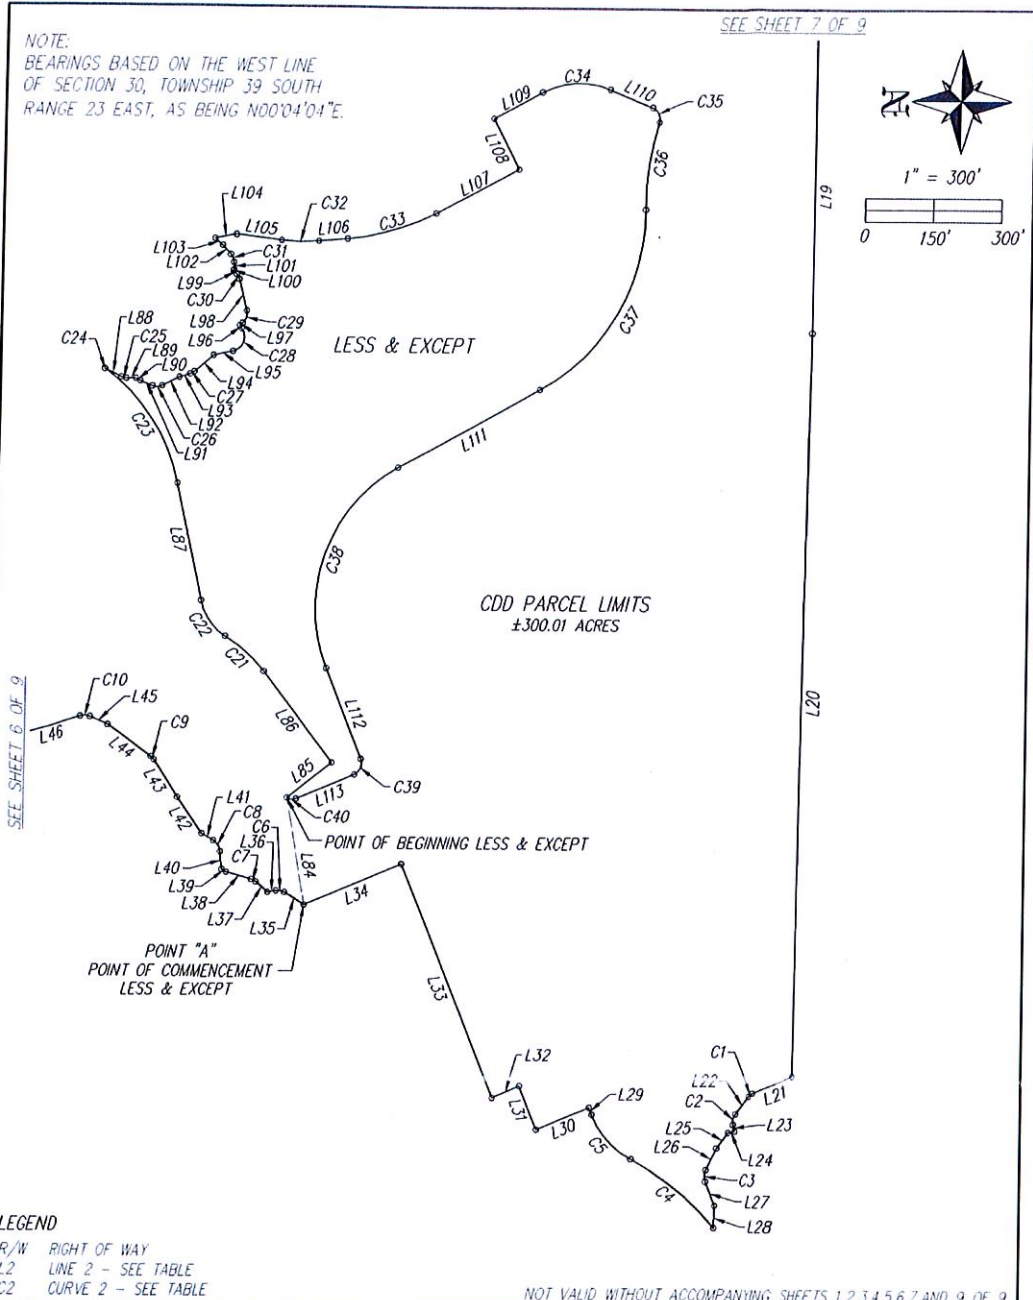 SEE SHEET 7 OF 9
NOTE:
BEARINGS BASED ON THE WEST LINE
OF SECTION 30, TOWNSHIP 39 SOUTH
RANGE 23 EAST, AS BEING N00°04'04"E.
N
1" = 300'
0 150' 300'
C34
L109
L110
C35
L108
C36
L107
L19
L104
C32
L105
L106
C33
L103
L102
C31
L101
L99
L100
C30
L98
C29
L96
L97
C37
L88
C24
C25
L89
L90
C28
L95
L94
C27
L93
L92
C26
L91
C23
LESS & EXCEPT
L111
L87
C38
C22
C21
CDD PARCEL LIMITS
±300.01 ACRES
SEE SHEET 6 OF 9
C10
L45
L46
L44
C9
L86
L112
L20
L43
L85
C39
L113
C40
L42
L41
C8
C6
L36
POINT OF BEGINNING LESS & EXCEPT
L84
L40
C7
L39
L38
L37
L35
L34
POINT "A"
POINT OF COMMENCEMENT
LESS & EXCEPT
L33
L32
C1
L22
L21
C2
L31
L30
L29
L23
L25
L24
L26
C5
C3
C4
L27
L28
LEGEND
R/W RIGHT OF WAY
L2 LINE 2 - SEE TABLE
C2 CURVE 2 - SEE TABLE
NOT VALID WITHOUT ACCOMPANYING SHEETS 1,2,3,4,5,6,7 AND 9 OF 9